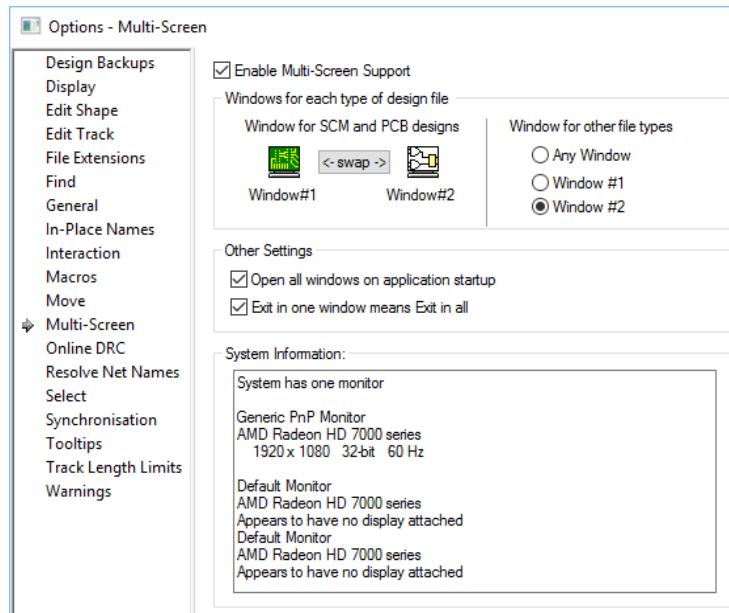 Options - Multi-Screen
Design Backups
Display
Edit Shape
Edit Track
File Extensions
Find
General
In-Place Names
Interaction
Macros
Move
Multi-Screen
Online DRC
Resolve Net Names
Select
Synchronisation
Tooltips
Track Length Limits
Warnings
Enable Multi-Screen Support
Windows for each type of design file
Window for SCM and PCB designs
<- swap ->
Window#1 Window#2
Window for other file types
Any Window
Window #1
Window #2
Other Settings
Open all windows on application startup
Exit in one window means Exit in all
System Information:
System has one monitor
Generic PnP Monitor
AMD Radeon HD 7000 series
1920 x 1080 32-bit 60 Hz
Default Monitor
AMD Radeon HD 7000 series
Appears to have no display attached
Default Monitor
AMD Radeon HD 7000 series
Appears to have no display attached